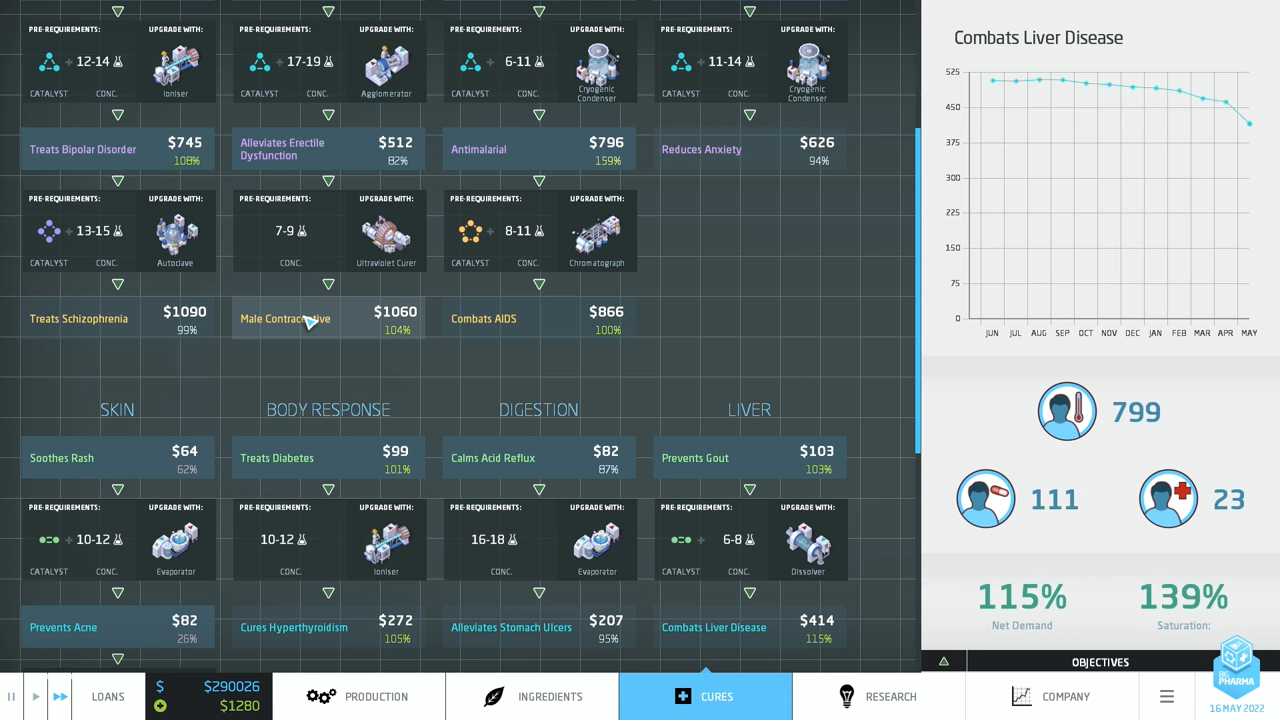 PRE-REQUIREMENTS: UPGRADE WITH: PRE-REQUIREMENTS: UPGRADE WITH: PRE-REQUIREMENTS: UPGRADE WITH: PRE-REQUIREMENTS: UPGRADE WITH:
+ 12-14 + 17-19 + 6-11 + 11-14
CATALYST CONC. Ioniser CATALYST CONC. Agglomerator CATALYST CONC. Cryogenic Condenser CATALYST CONC. Cryogenic Condenser
Treats Bipolar Disorder $745 108%
Alleviates Erectile Dysfunction $512 82%
Antimalarial $796 159%
Reduces Anxiety $626 94%
PRE-REQUIREMENTS: UPGRADE WITH: PRE-REQUIREMENTS: UPGRADE WITH: PRE-REQUIREMENTS: UPGRADE WITH:
+ 13-15 7-9 + 8-11
CATALYST CONC. Autoclave CONC. Ultraviolet Curer CATALYST CONC. Chromatograph
Treats Schizophrenia $1090 99%
Male Contraceptive $1060 104%
Combats AIDS $866 100%
SKIN BODY RESPONSE DIGESTION LIVER
Soothes Rash $64 62%
Treats Diabetes $99 101%
Calms Acid Reflux $82 87%
Prevents Gout $103 103%
PRE-REQUIREMENTS: UPGRADE WITH: PRE-REQUIREMENTS: UPGRADE WITH: PRE-REQUIREMENTS: UPGRADE WITH: PRE-REQUIREMENTS: UPGRADE WITH:
+ 10-12 10-12 16-18 + 6-8
CATALYST CONC. Evaporator CONC. Ioniser CONC. Evaporator CATALYST CONC. Dissolver
Prevents Acne $82 26%
Cures Hyperthyroidism $272 105%
Alleviates Stomach Ulcers $207 95%
Combats Liver Disease $414 115%
Combats Liver Disease
525
450
375
300
225
150
75
0
JUN JUL AUG SEP OCT NOV DEC JAN FEB MAR APR MAY
799
111 23
115% 139%
Net Demand Saturation:
OBJECTIVES
BIG PHARMA
16 MAY 2022
LOANS
$ $290026
$1280
PRODUCTION INGREDIENTS CURES RESEARCH COMPANY